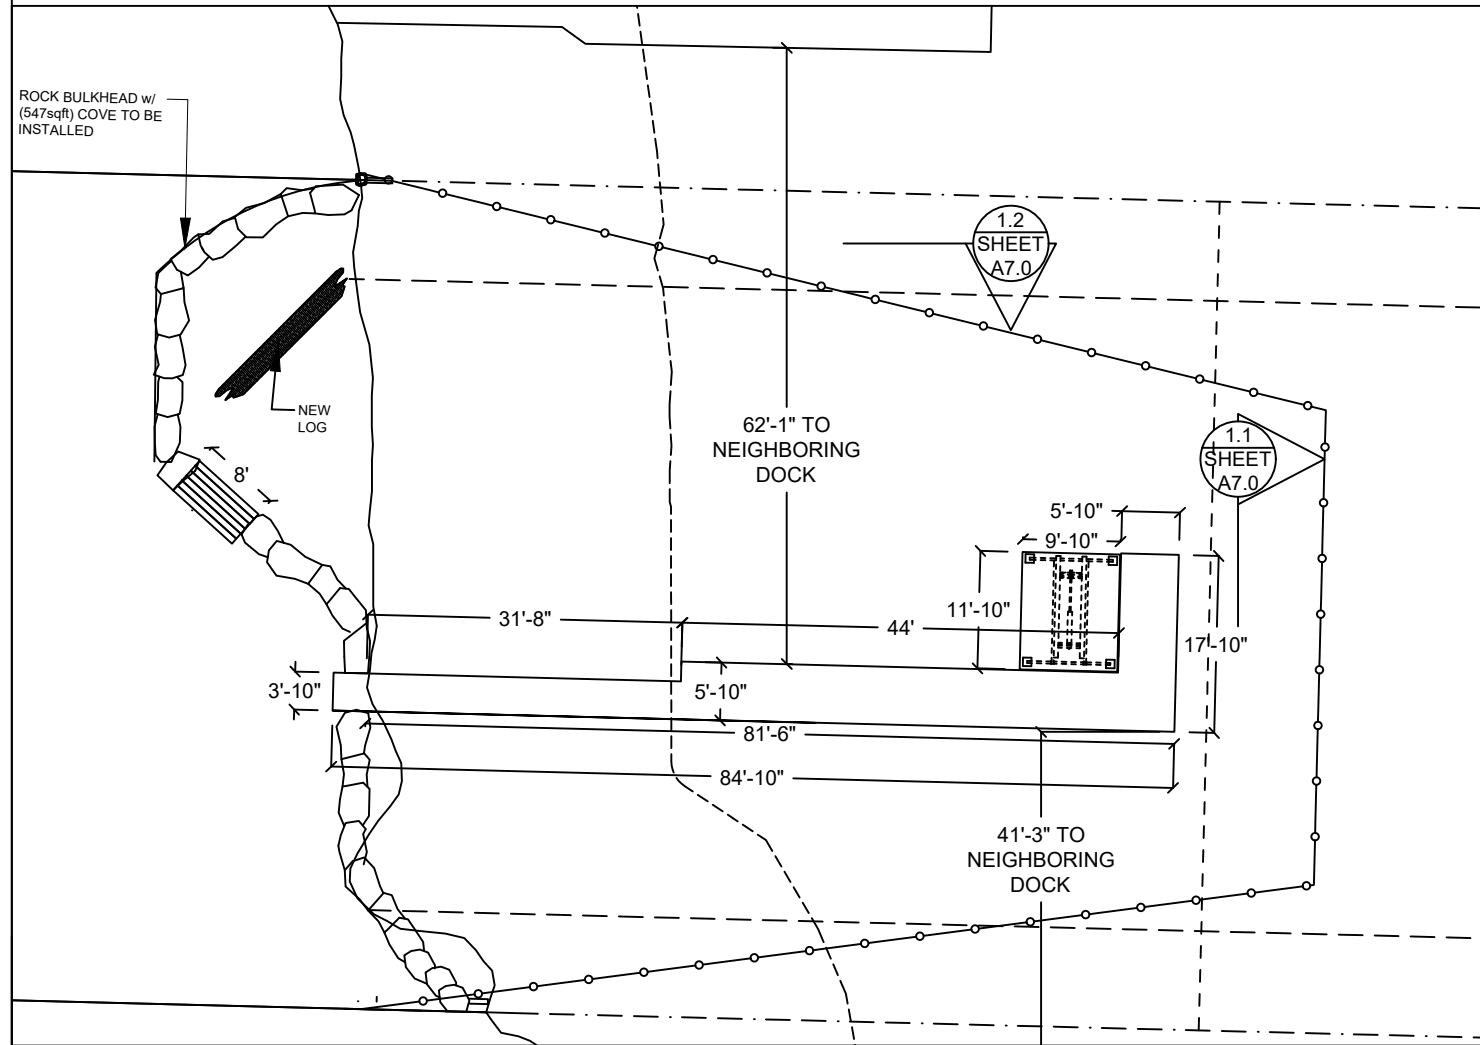 ROCK BULKHEAD w/
(547sqft) COVE TO BE
INSTALLED
1.2
SHEET
A7.0
NEW
LOG
62'-1" TO
NEIGHBORING
DOCK
1.1
SHEET
A7.0
8'
5'-10"
9'-10"
11'-10"
31'-8"
44'
17'-10"
3'-10"
5'-10"
81'-6"
84'-10"
41'-3" TO
NEIGHBORING
DOCK